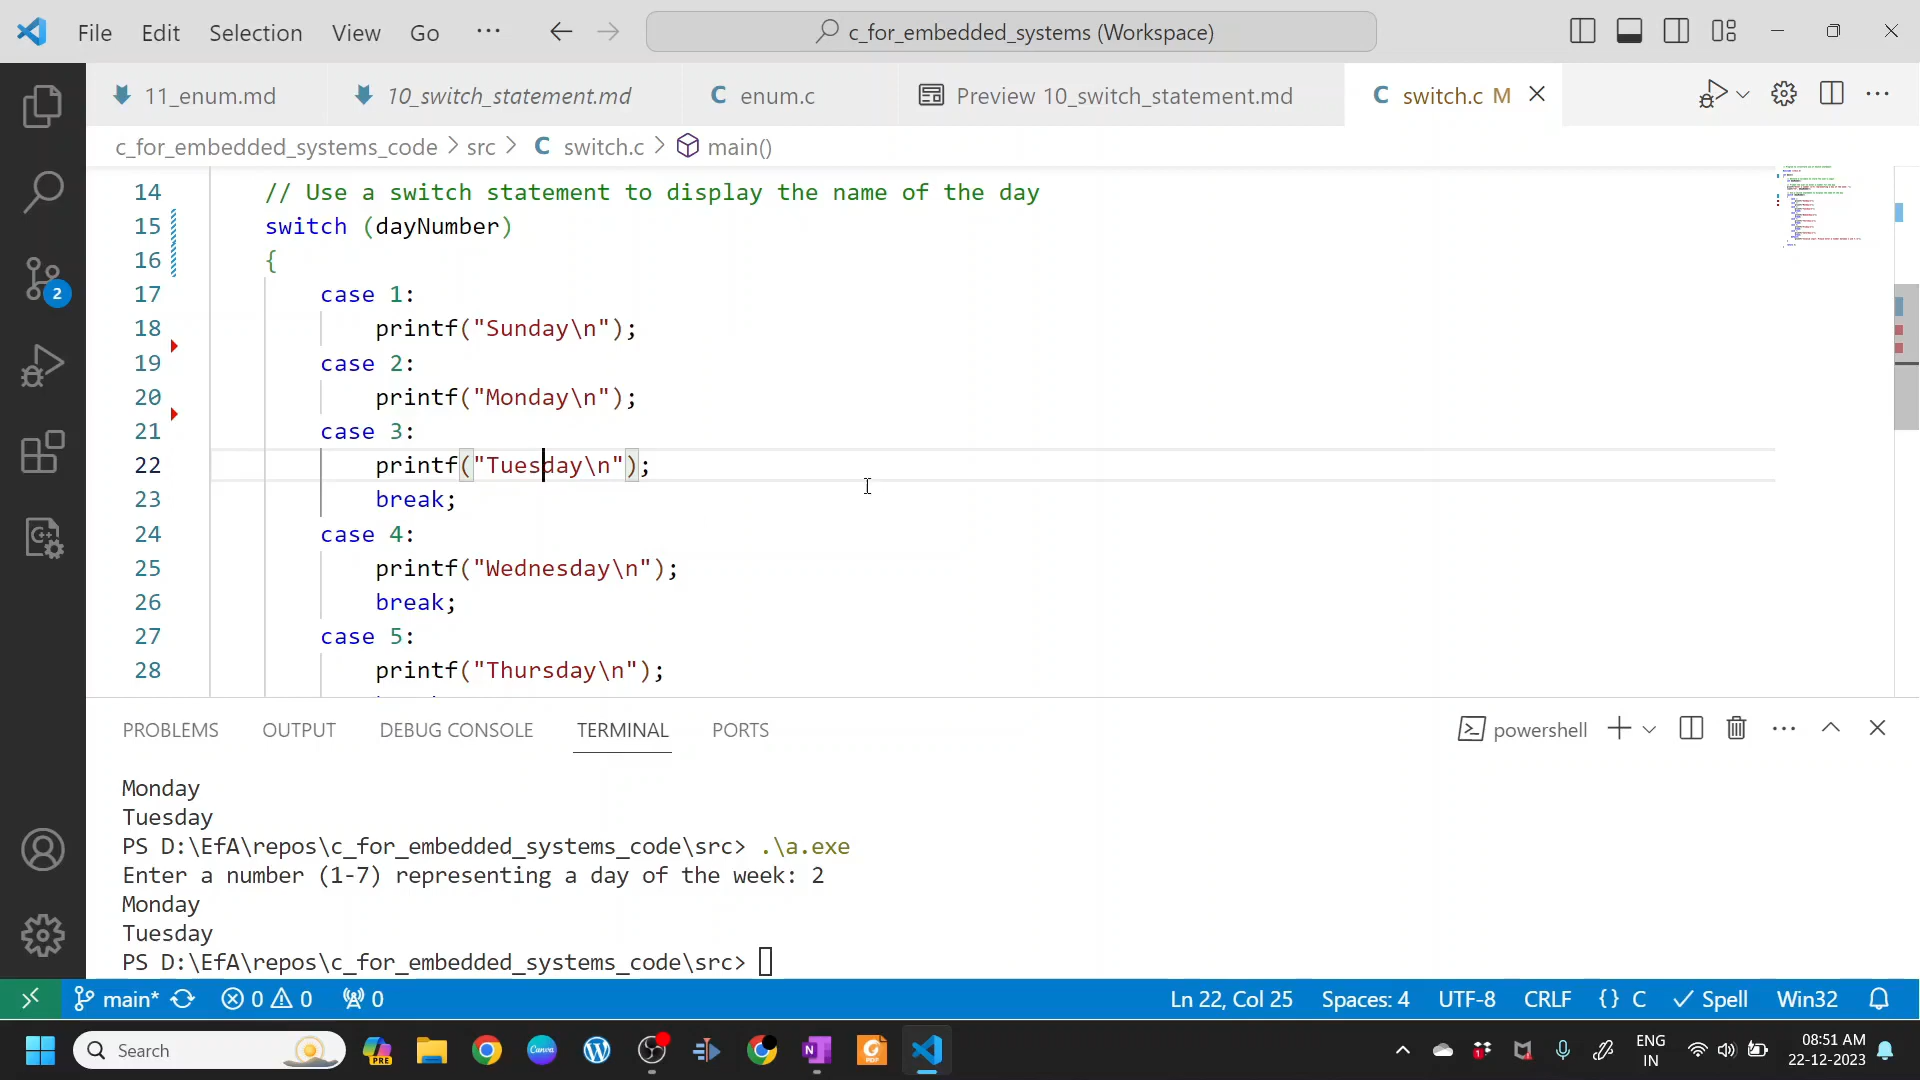 File Edit Selection View Go ... c_for_embedded_systems (Workspace)
11_enum.md 10_switch_statement.md C enum.c Preview 10_switch_statement.md C switch.c M
c_for_embedded_systems_code > src > C switch.c > main()
14 // Use a switch statement to display the name of the day
15 switch (dayNumber)
16 {
17 case 1:
18 printf("Sunday\n");
19 case 2:
20 printf("Monday\n");
21 case 3:
22 printf("Tuesday\n");
23 break;
24 case 4:
25 printf("Wednesday\n");
26 break;
27 case 5:
28 printf("Thursday\n");
2
PROBLEMS OUTPUT DEBUG CONSOLE TERMINAL PORTS powershell
Monday
Tuesday
PS D:\EfA\repos\c_for_embedded_systems_code\src> .\a.exe
Enter a number (1-7) representing a day of the week: 2
Monday
Tuesday
PS D:\EfA\repos\c_for_embedded_systems_code\src>
main* 0 0 0 Ln 22, Col 25 Spaces: 4 UTF-8 CRLF {} C Spell Win32
Search PRE Canva N PDF 1 ENG 08:51 AM
IN 22-12-2023